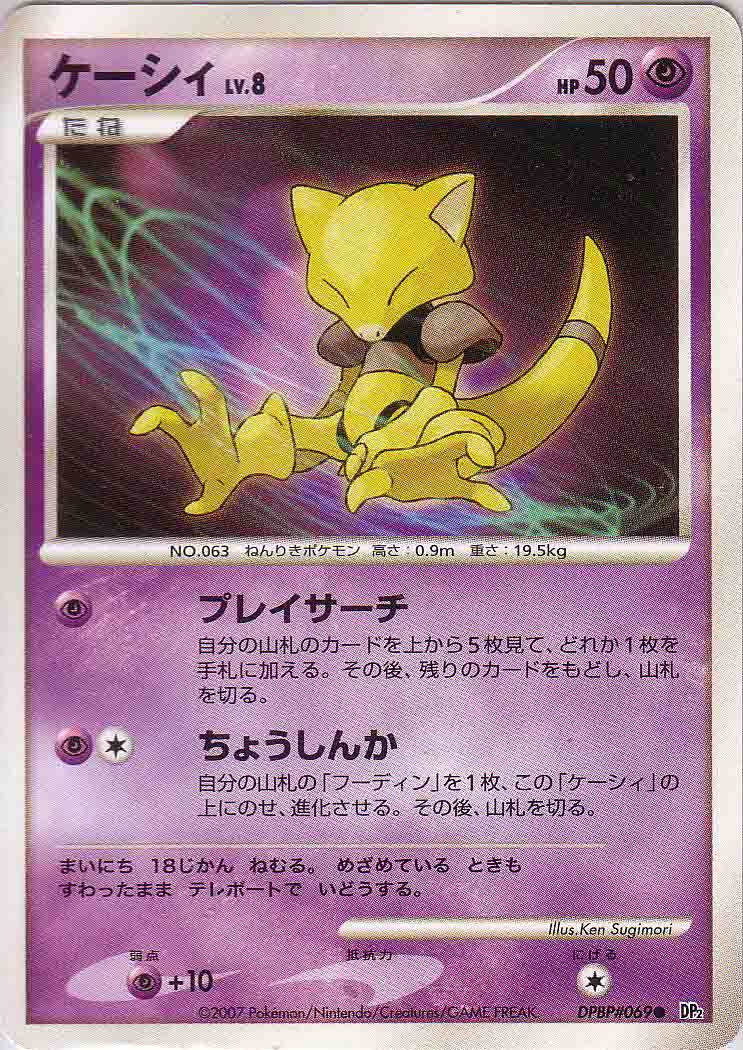 ケーシィ LV.8 HP 50
たね
NO.063 ねんりきポケモン 高さ:0.9m 重さ:19.5kg
プレイサーチ
自分の山札のカードを上から5枚見て、どれか1枚を
手札に加える。その後、残りのカードをもどし、山札
を切る。
ちょうしんか
自分の山札の「フーディン」を1枚、この「ケーシィ」の
上にのせ、進化させる。その後、山札を切る。
まいにち 18じかん ねむる。 めざめている ときも
すわったまま テレポートで いどうする。
Illus.Ken Sugimori
弱点 抵抗力 にげる
+10
©2007 Pokémon/Nintendo/Creatures/GAME FREAK. DPBP#069● DP2